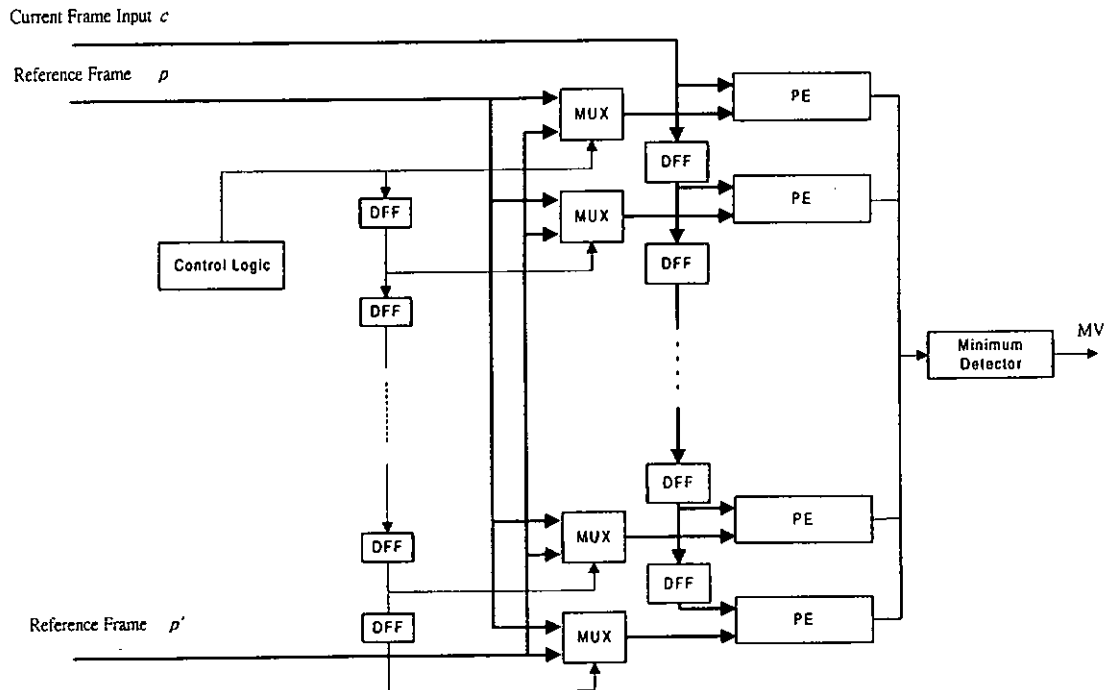 Current Frame Input c
Reference Frame p
MUX
PE
DFF
DFF
MUX
PE
Control Logic
DFF
DFF
Minimum
Detector
MV
DFF
DFF
MUX
PE
DFF
DFF
MUX
PE
Reference Frame p'